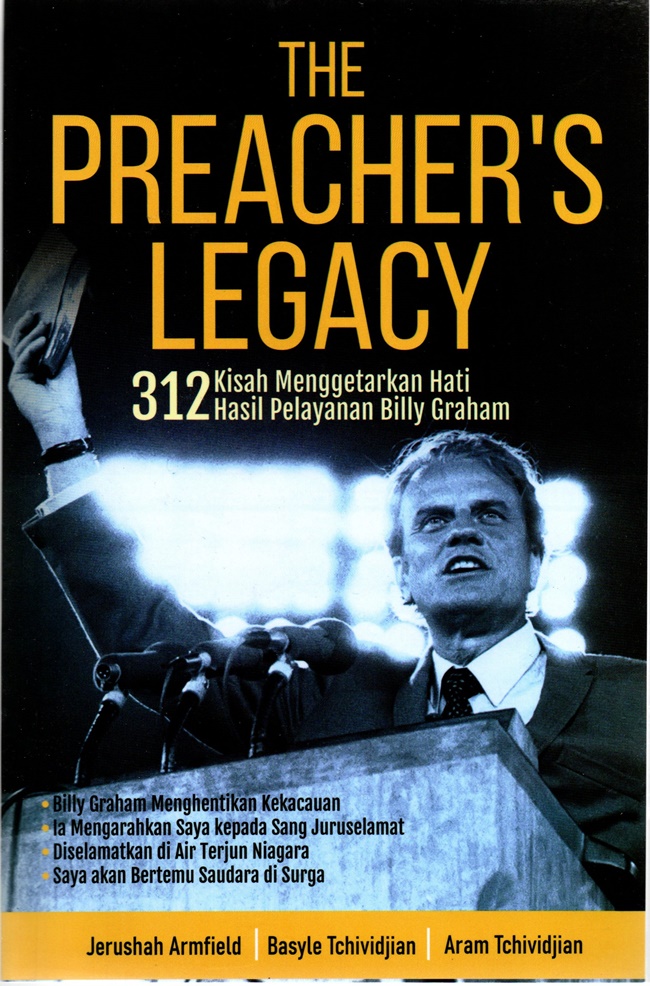 THE
PREACHER'S
LEGACY
312 Kisah Menggetarkan Hati
Hasil Pelayanan Billy Graham
• Billy Graham Menghentikan Kekacauan
• Ia Mengarahkan Saya kepada Sang Juruselamat
• Diselamatkan di Air Terjun Niagara
• Saya akan Bertemu Saudara di Surga
Jerushah Armfield | Basyle Tchividjian | Aram Tchividjian